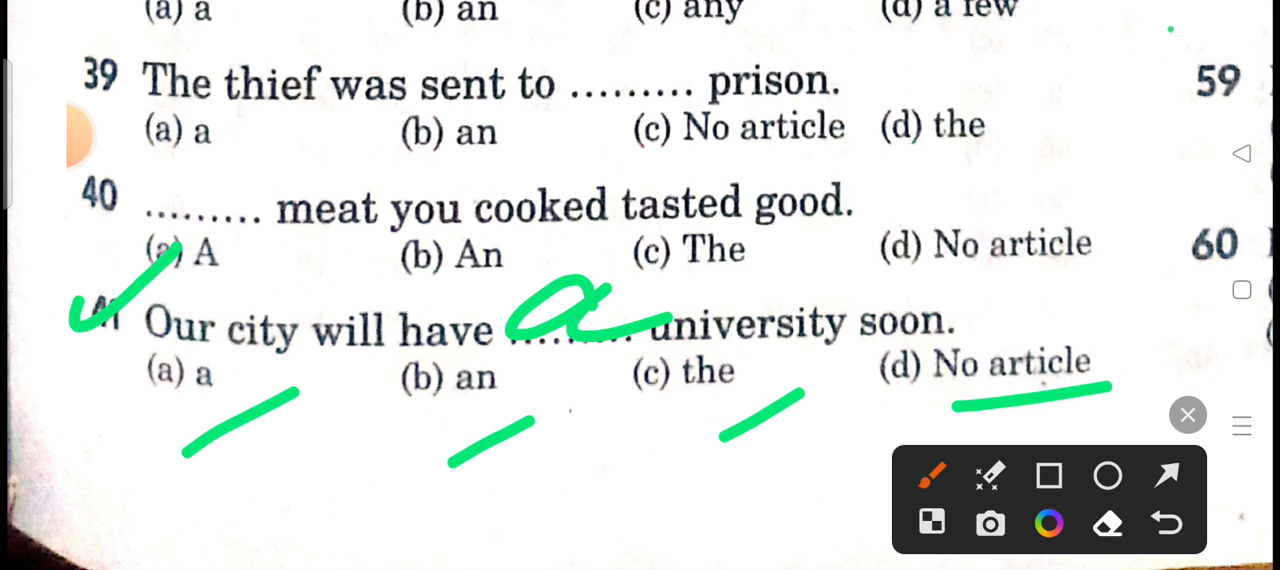 (a) a (b) an (c) any (d) a few
39 The thief was sent to ......... prison. 59
(a) a (b) an (c) No article (d) the
40 ......... meat you cooked tasted good.
(a) A (b) An (c) The (d) No article 60
41 Our city will have a university soon.
(a) a (b) an (c) the (d) No article